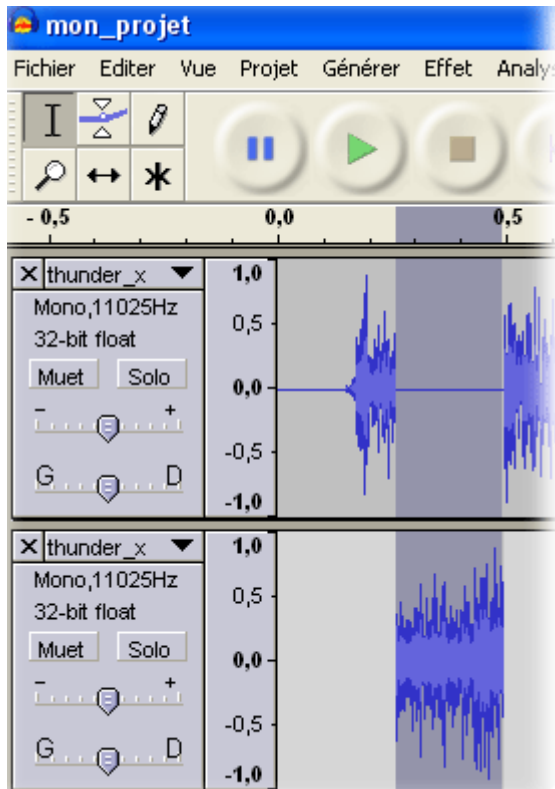 mon_projet
Fichier Editer Vue Projet Générer Effet Analy
- 0,5 0,0 0,5
thunder_x
Mono,11025Hz
32-bit float
Muet Solo
- +
G D
1,0
0,5
0,0
-0,5
-1,0
thunder_x
Mono,11025Hz
32-bit float
Muet Solo
- +
G D
1,0
0,5
0,0
-0,5
-1,0